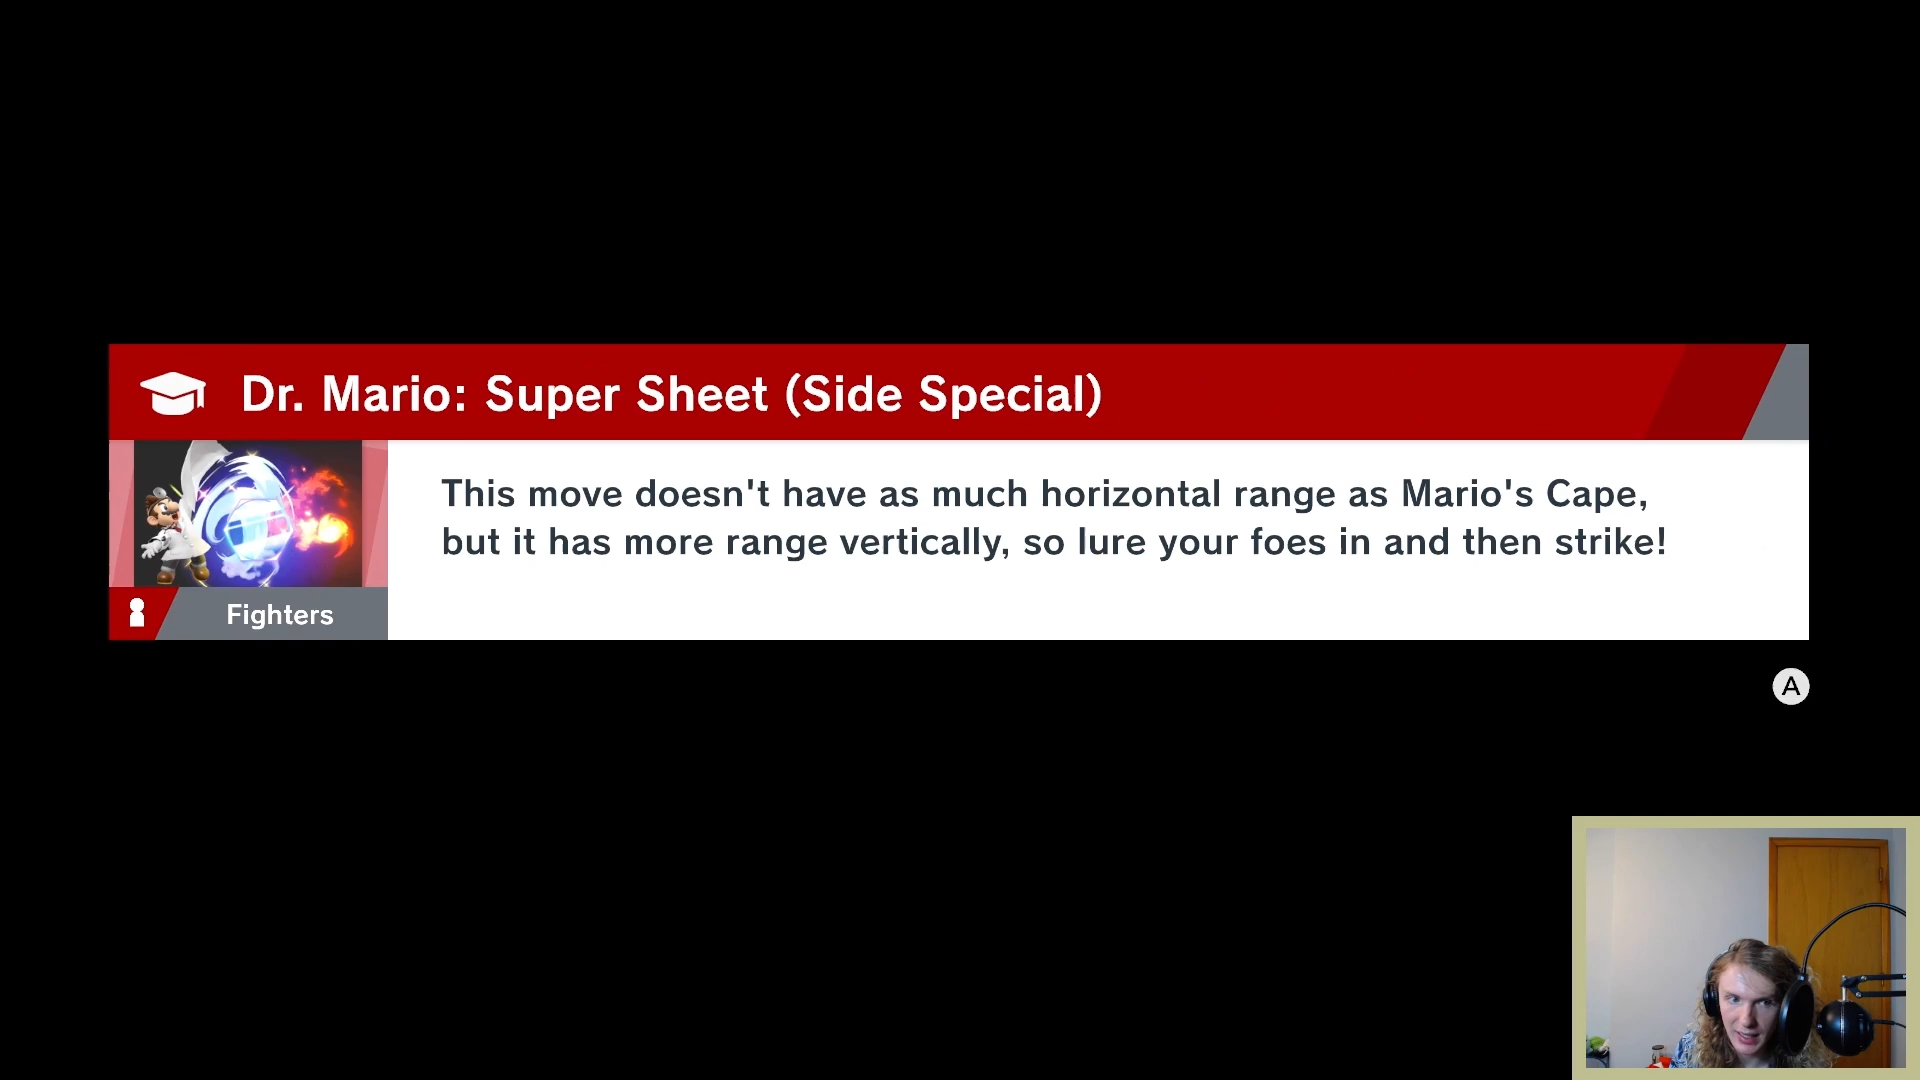 Dr. Mario: Super Sheet (Side Special)
This move doesn't have as much horizontal range as Mario's Cape,
but it has more range vertically, so lure your foes in and then strike!
Fighters
A